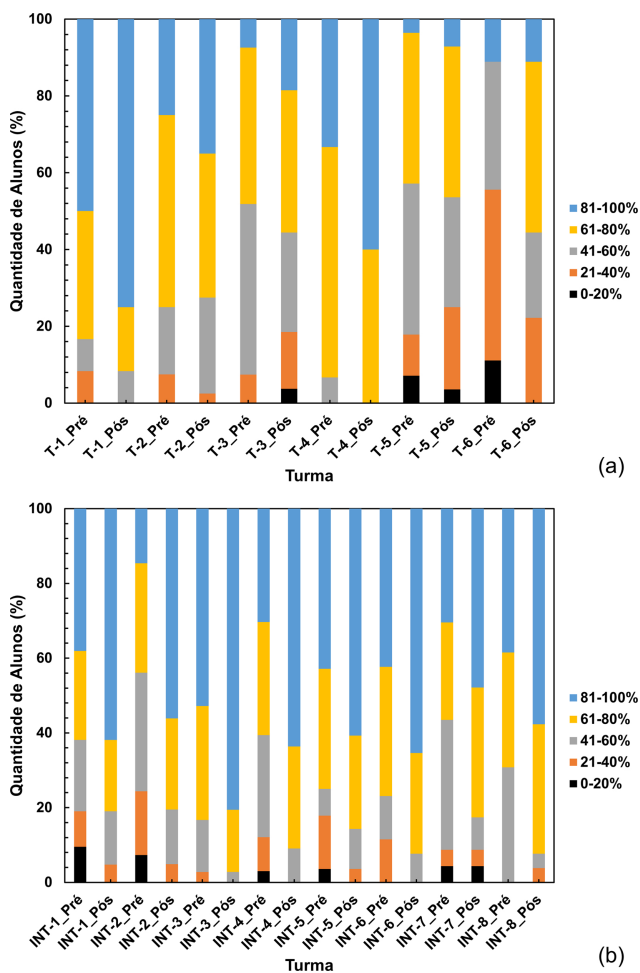 100
80
60
40
20
0
Quantidade de Alunos (%)
T-1_Pré
T-1_Pós
T-2_Pré
T-2_Pós
T-3_Pré
T-3_Pós
T-4_Pré
T-4_Pós
T-5_Pré
T-5_Pós
T-6_Pré
T-6_Pós
Turma
81-100%
61-80%
41-60%
21-40%
0-20%
(a)
100
80
60
40
20
0
Quantidade de Alunos (%)
INT-1_Pré
INT-1_Pós
INT-2_Pré
INT-2_Pós
INT-3_Pré
INT-3_Pós
INT-4_Pré
INT-4_Pós
INT-5_Pré
INT-5_Pós
INT-6_Pré
INT-6_Pós
INT-7_Pré
INT-7_Pós
INT-8_Pré
INT-8_Pós
Turma
81-100%
61-80%
41-60%
21-40%
0-20%
(b)